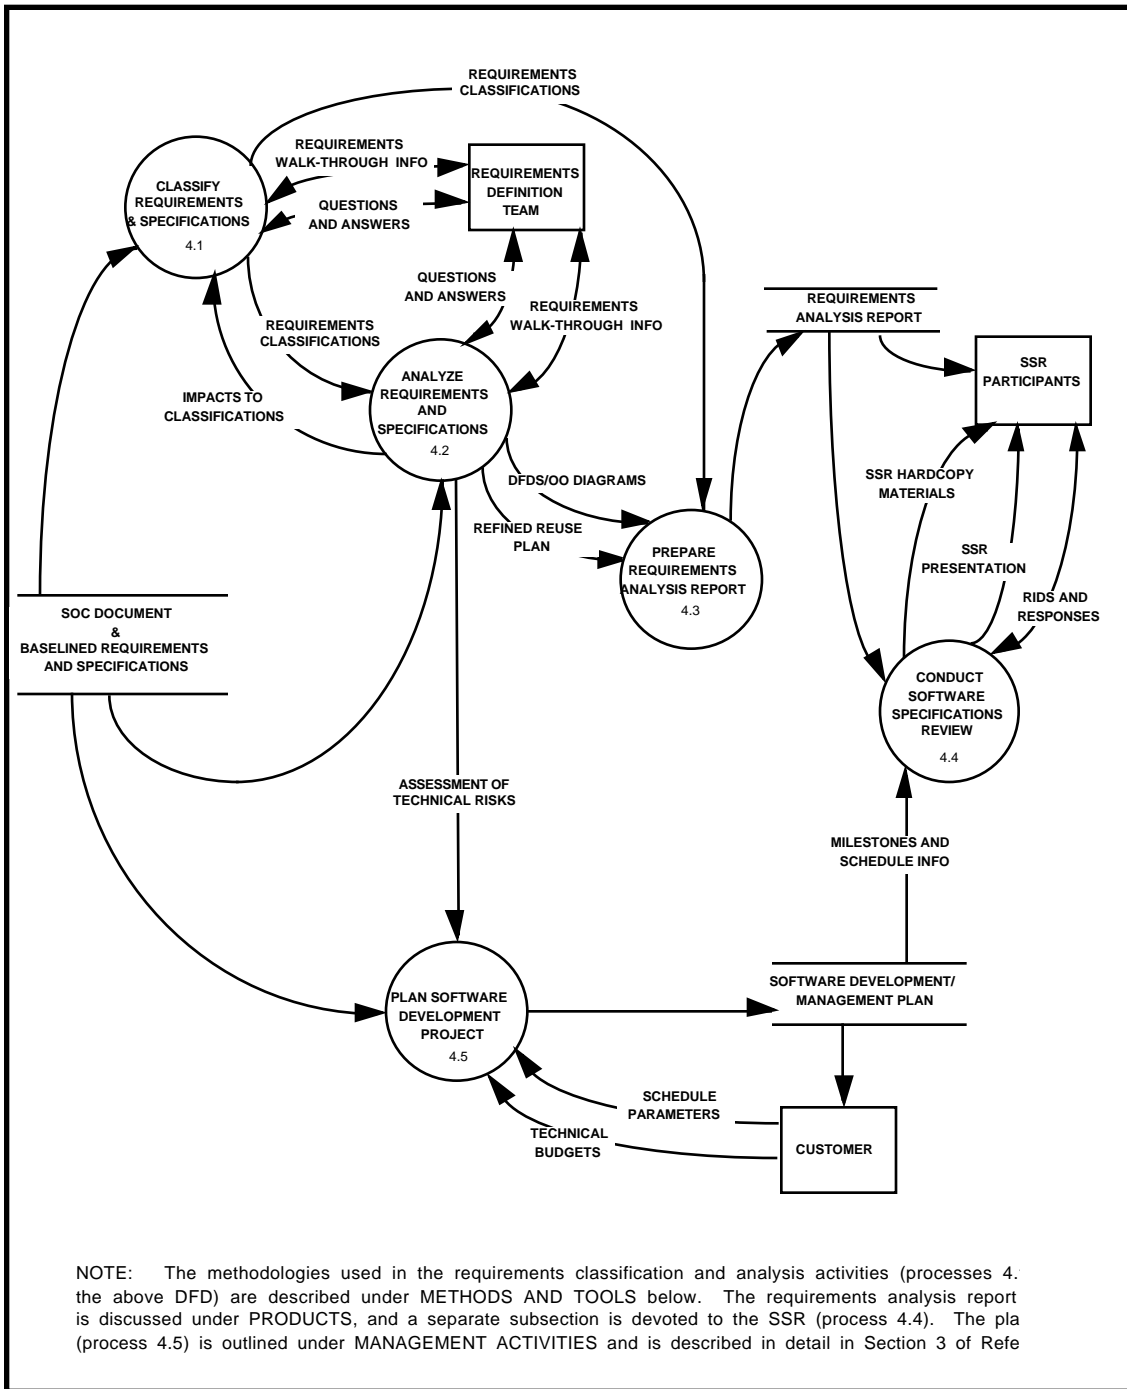 REQUIREMENTS
CLASSIFICATIONS
REQUIREMENTS
WALK-THROUGH INFO
REQUIREMENTS
DEFINITION
TEAM
CLASSIFY
REQUIREMENTS
& SPECIFICATIONS
4.1
QUESTIONS
AND ANSWERS
QUESTIONS
AND ANSWERS
REQUIREMENTS
WALK-THROUGH INFO
REQUIREMENTS
ANALYSIS REPORT
REQUIREMENTS
CLASSIFICATIONS
SSR
PARTICIPANTS
ANALYZE
REQUIREMENTS
AND
SPECIFICATIONS
4.2
IMPACTS TO
CLASSIFICATIONS
DFDS/OO DIAGRAMS
SSR HARDCOPY
MATERIALS
REFINED REUSE
PLAN
PREPARE
REQUIREMENTS
ANALYSIS REPORT
4.3
SSR
PRESENTATION
RIDS AND
RESPONSES
SOC DOCUMENT
&
BASELINED REQUIREMENTS
AND SPECIFICATIONS
CONDUCT
SOFTWARE
SPECIFICATIONS
REVIEW
4.4
ASSESSMENT OF
TECHNICAL RISKS
MILESTONES AND
SCHEDULE INFO
PLAN SOFTWARE
DEVELOPMENT
PROJECT
4.5
SOFTWARE DEVELOPMENT/
MANAGEMENT PLAN
SCHEDULE
PARAMETERS
TECHNICAL
BUDGETS
CUSTOMER
NOTE: The methodologies used in the requirements classification and analysis activities (processes 4.
the above DFD) are described under METHODS AND TOOLS below. The requirements analysis report
is discussed under PRODUCTS, and a separate subsection is devoted to the SSR (process 4.4). The pla
(process 4.5) is outlined under MANAGEMENT ACTIVITIES and is described in detail in Section 3 of Refe